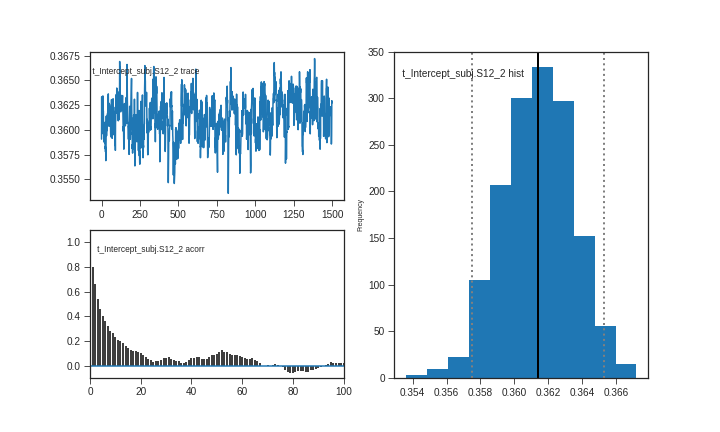 t_Intercept_subj.S12_2 trace
0.3675
0.3650
0.3625
0.3600
0.3575
0.3550
0 250 500 750 1000 1250 1500
t_Intercept_subj.S12_2 acorr
1.0
0.8
0.6
0.4
0.2
0.0
0 20 40 60 80 100
t_Intercept_subj.S12_2 hist
Frequency
350
300
250
200
150
100
50
0
0.354 0.356 0.358 0.360 0.362 0.364 0.366